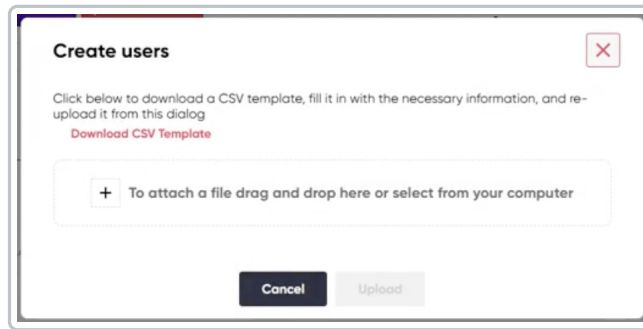 Create users
Click below to download a CSV template, fill it in with the necessary information, and re-
upload it from this dialog
Download CSV Template
+ To attach a file drag and drop here or select from your computer
Cancel Upload